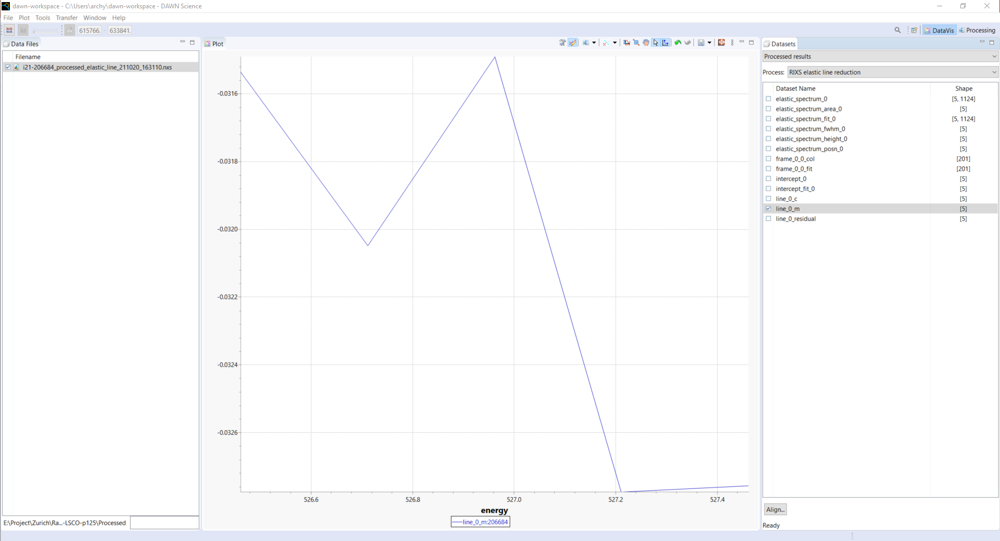 dawn-workspace - C:\Users\archy\dawn-workspace - DAWN Science
File Plot Tools Transfer Window Help
615766. - 633841.
DataVis Processing
Data Files
Filename
i21-206684_processed_elastic_line_211020_163110.nxs
E:\Project\Zurich\Ra...-LSCO-p125\Processed
Plot
-0.0316
-0.0318
-0.0320
-0.0322
-0.0324
-0.0326
526.6 526.8 527.0 527.2 527.4
energy
line_0_m:206684
Datasets
Processed results
Process: RIXS elastic line reduction
Dataset Name Shape
elastic_spectrum_0 [5, 1124]
elastic_spectrum_area_0 [5]
elastic_spectrum_fit_0 [5, 1124]
elastic_spectrum_fwhm_0 [5]
elastic_spectrum_height_0 [5]
elastic_spectrum_posn_0 [5]
frame_0_0_col [201]
frame_0_0_fit [201]
intercept_0 [5]
intercept_fit_0 [5]
line_0_c [5]
line_0_m [5]
line_0_residual [5]
Align...
Ready